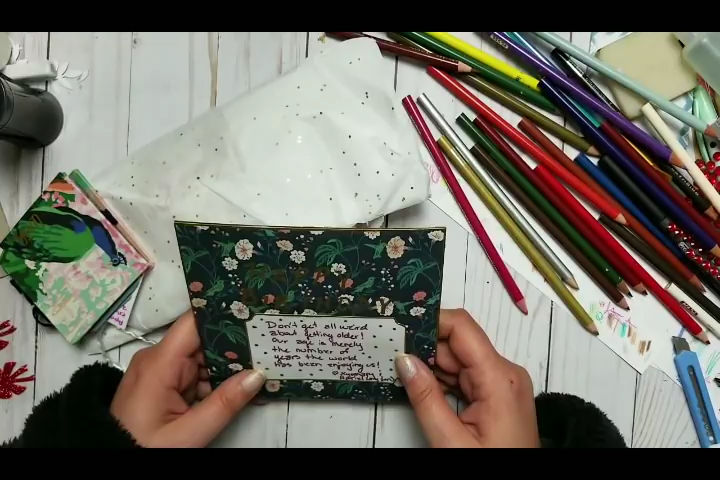 Don't get all weird
about getting older!
Our age is merely
the number of
years the world
has been enjoying us!